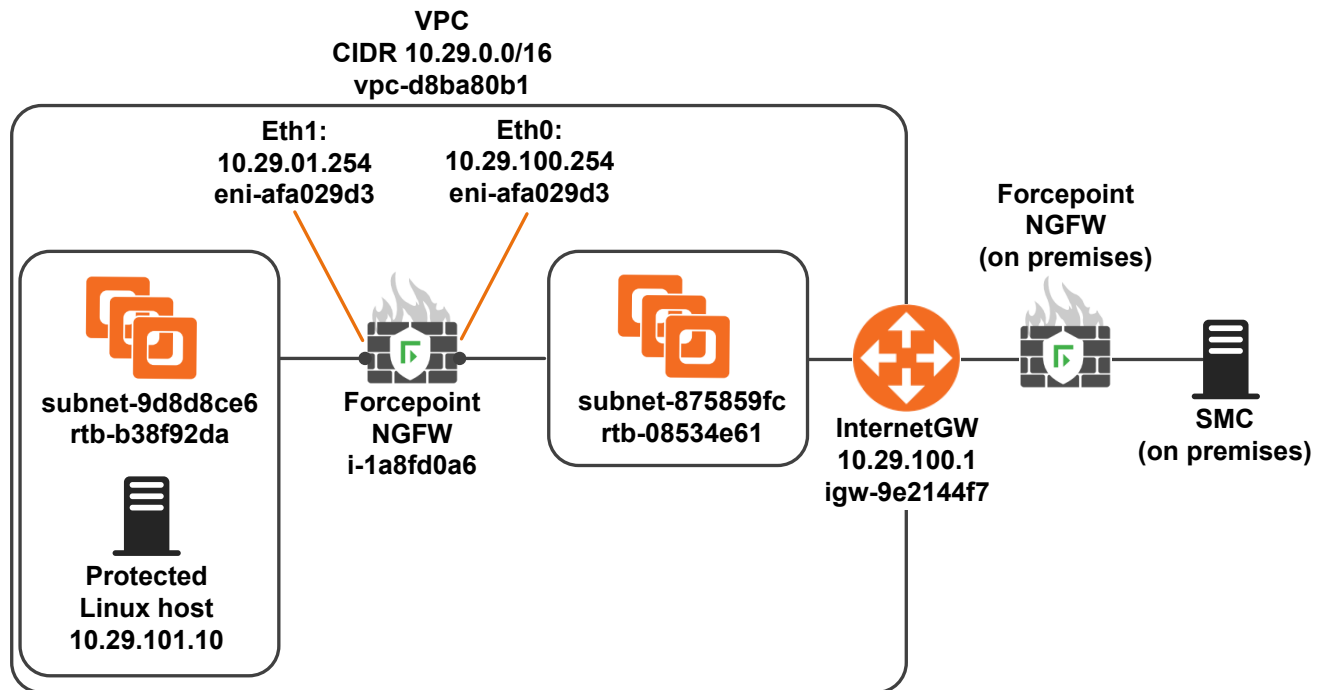 VPC
CIDR 10.29.0.0/16
vpc-d8ba80b1
Eth1:
10.29.01.254
eni-afa029d3
Eth0:
10.29.100.254
eni-afa029d3
Forcepoint
NGFW
(on premises)
subnet-9d8d8ce6
rtb-b38f92da
Forcepoint
NGFW
i-1a8fd0a6
subnet-875859fc
rtb-08534e61
InternetGW
10.29.100.1
igw-9e2144f7
SMC
(on premises)
Protected
Linux host
10.29.101.10